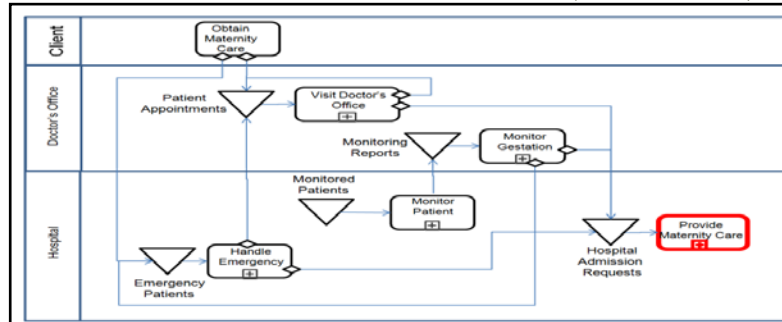 Client
Obtain
Maternity
Care
Doctor's Office
Patient
Appointments
Visit Doctor's
Office
Monitoring
Reports
Monitor
Gestation
Hospital
Monitored
Patients
Monitor
Patient
Handle
Emergency
Emergency
Patients
Hospital
Admission
Requests
Provide
Maternity Care